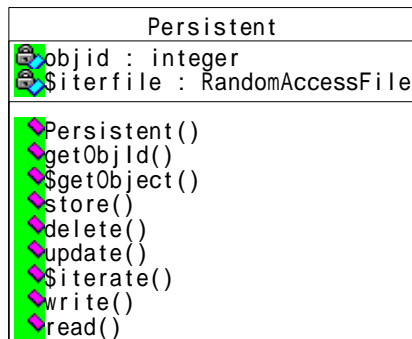 Persistent
objid : integer
$iterfile : RandomAccessFile
Persistent()
getObjId()
$getObject()
store()
delete()
update()
$iterate()
write()
read()